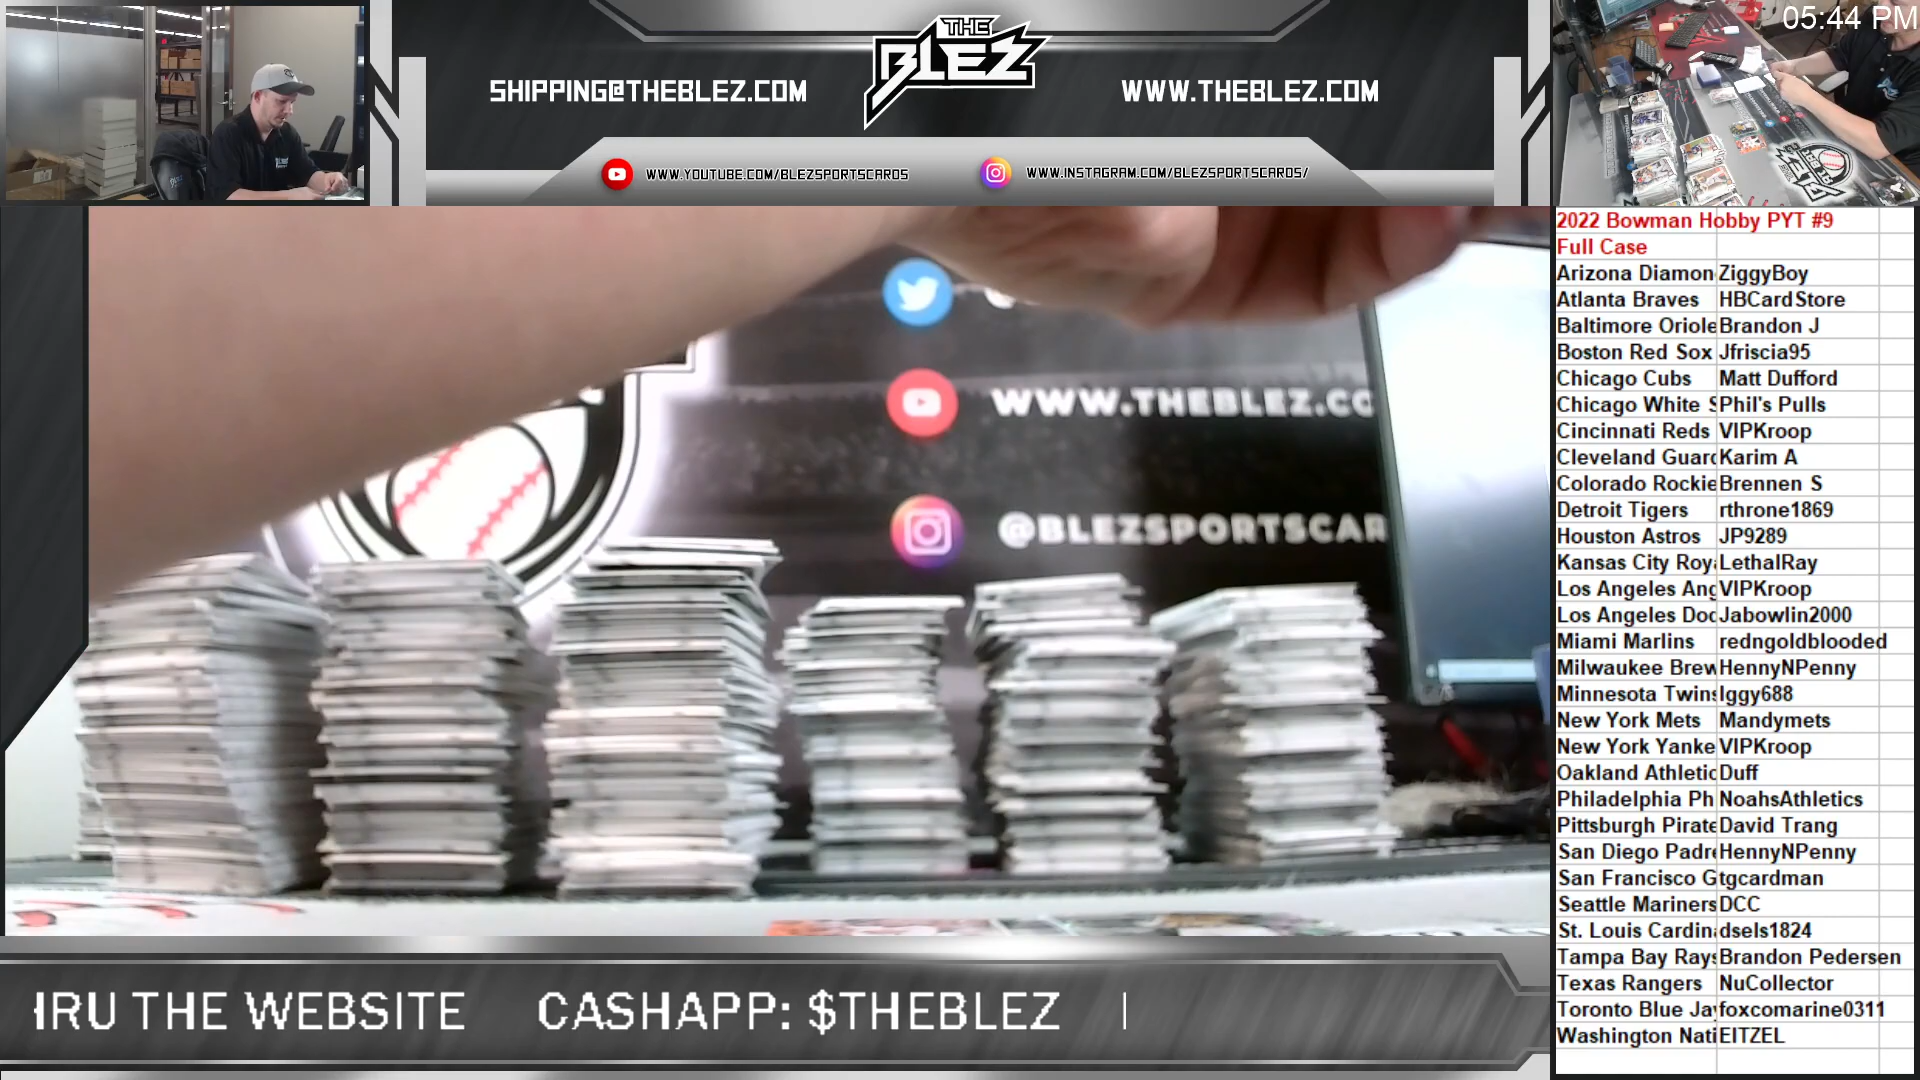 05:44 PM
THE
BLEZ
SHIPPING@THEBLEZ.COM
WWW.THEBLEZ.COM
WWW.YOUTUBE.COM/BLEZSPORTSCARDS
WWW.INSTAGRAM.COM/BLEZSPORTSCARDS/
WWW.THEBLEZ.CO
@BLEZSPORTSCAR
2022 Bowman Hobby PYT #9
Full Case
Arizona Diamon ZiggyBoy
Atlanta Braves HBCardStore
Baltimore Oriole Brandon J
Boston Red Sox Jfriscia95
Chicago Cubs Matt Dufford
Chicago White S Phil's Pulls
Cincinnati Reds VIPKroop
Cleveland Guard Karim A
Colorado Rockie Brennen S
Detroit Tigers rthrone1869
Houston Astros JP9289
Kansas City Roya LethalRay
Los Angeles Ang VIPKroop
Los Angeles Dod Jabowlin2000
Miami Marlins redngoldblooded
Milwaukee Brew HennyNPenny
Minnesota Twins Iggy688
New York Mets Mandymets
New York Yanke VIPKroop
Oakland Athletic Duff
Philadelphia Ph NoahsAthletics
Pittsburgh Pirate David Trang
San Diego Padre HennyNPenny
San Francisco G tgcardman
Seattle Mariners DCC
St. Louis Cardina dsels1824
Tampa Bay Rays Brandon Pedersen
Texas Rangers NuCollector
Toronto Blue Jay foxcomarine0311
Washington Nati EITZEL
HRU THE WEBSITE CASHAPP: $THEBLEZ